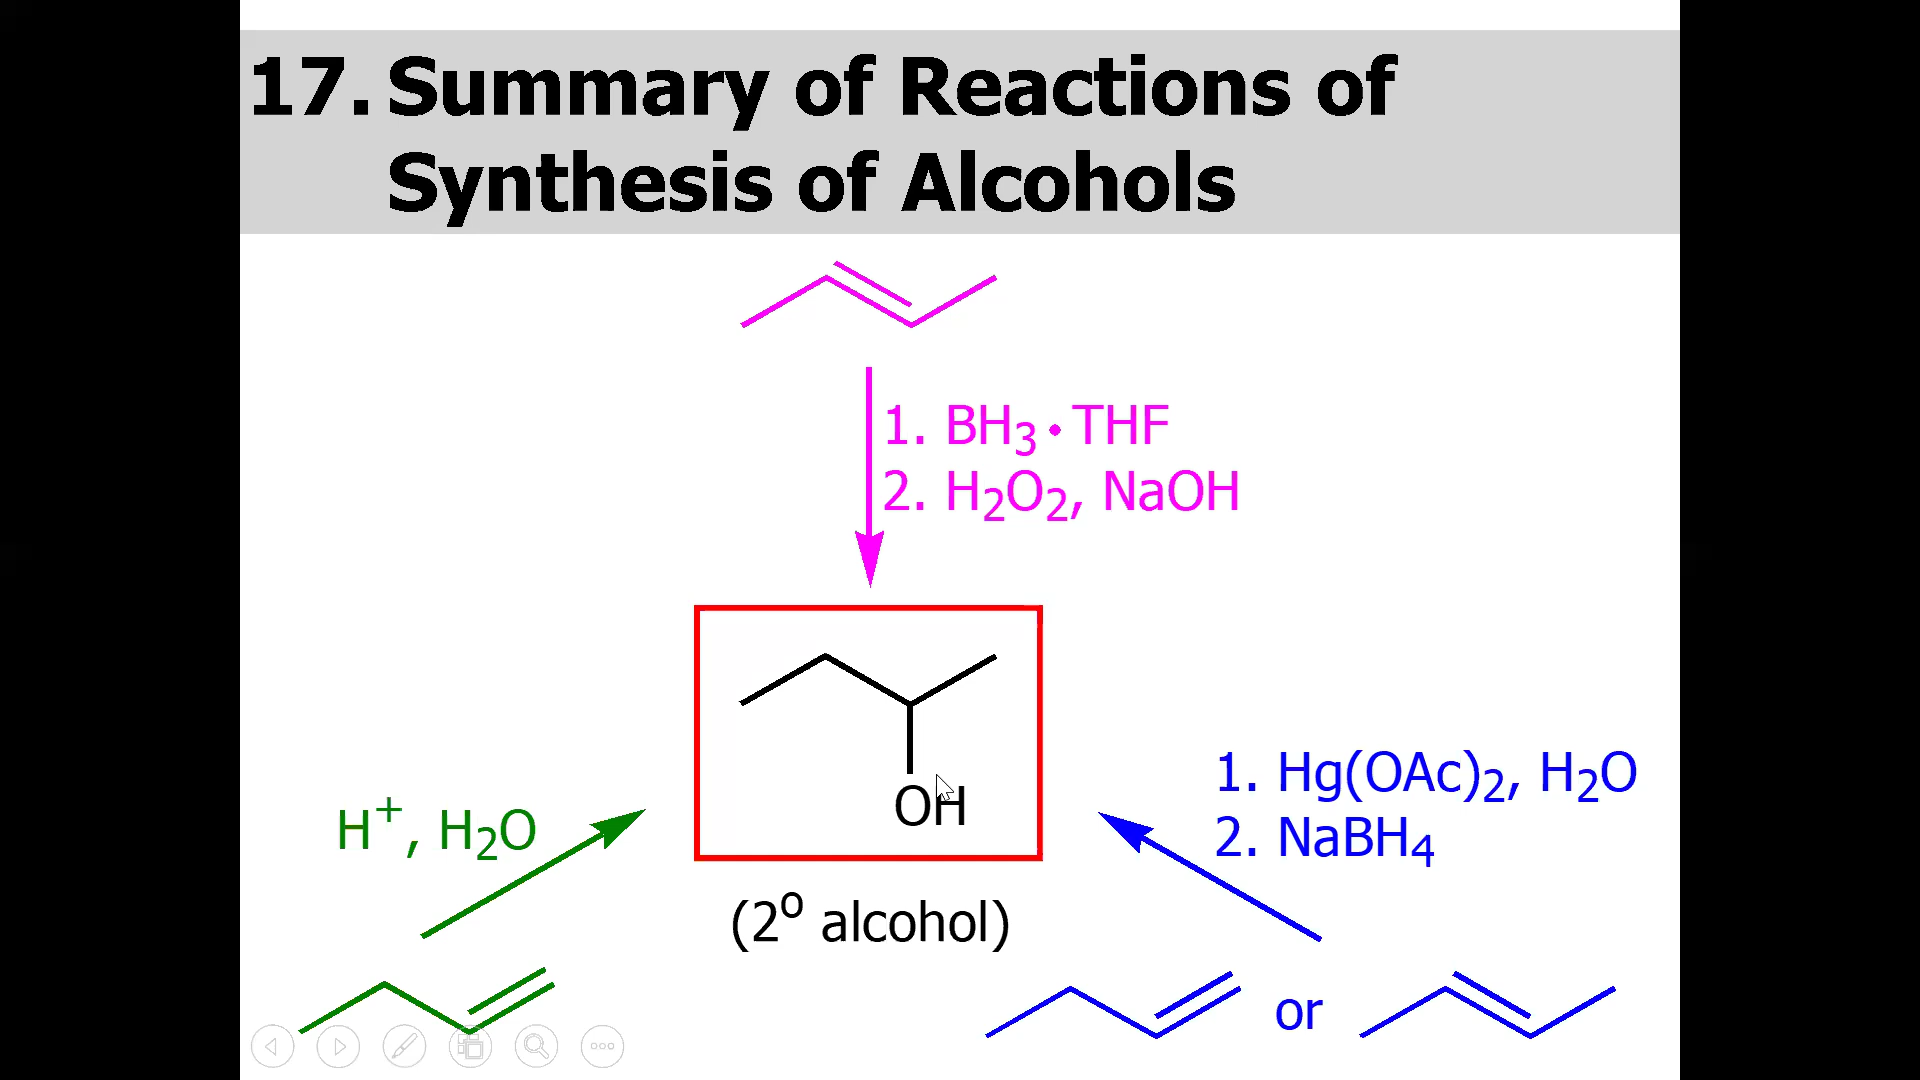 17. Summary of Reactions of
Synthesis of Alcohols
1. BH₃·THF
2. H₂O₂, NaOH
OH
(2º alcohol)
H⁺, H₂O
1. Hg(OAc)₂, H₂O
2. NaBH₄
or